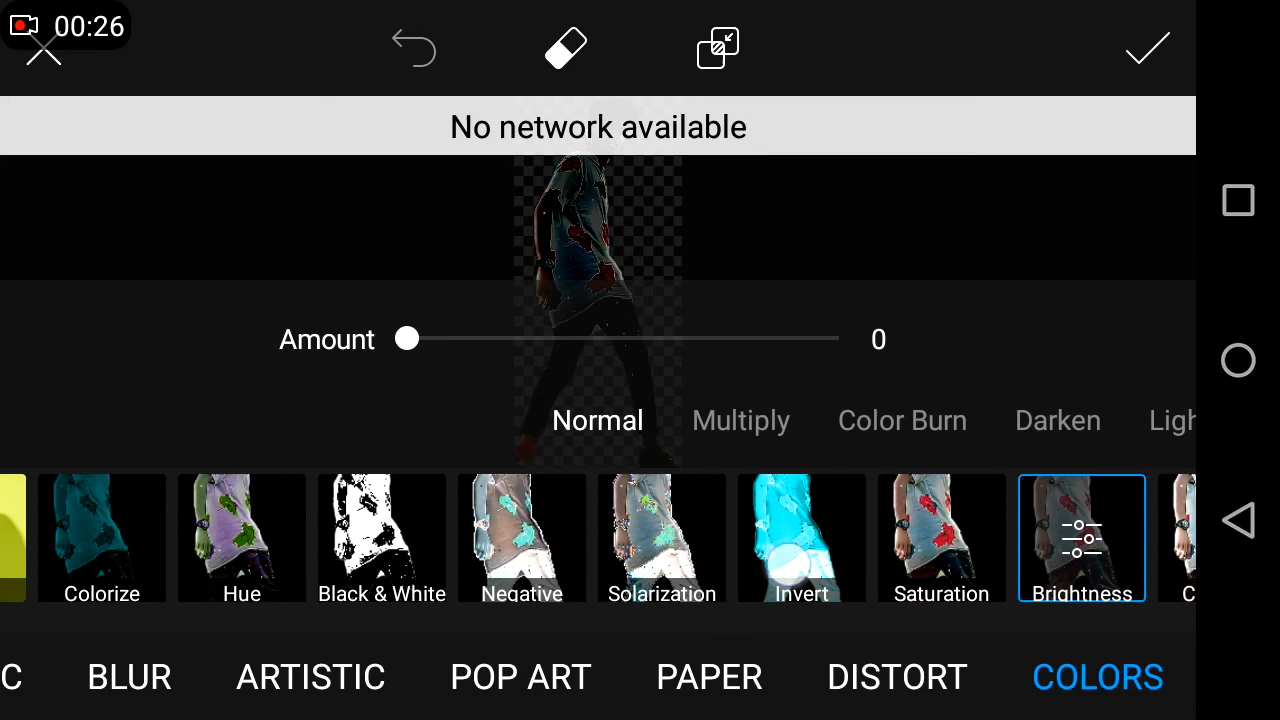 00:26
No network available
Amount 0
Normal Multiply Color Burn Darken Ligh
Colorize Hue Black & White Negative Solarization Invert Saturation Brightness C
C BLUR ARTISTIC POP ART PAPER DISTORT COLORS